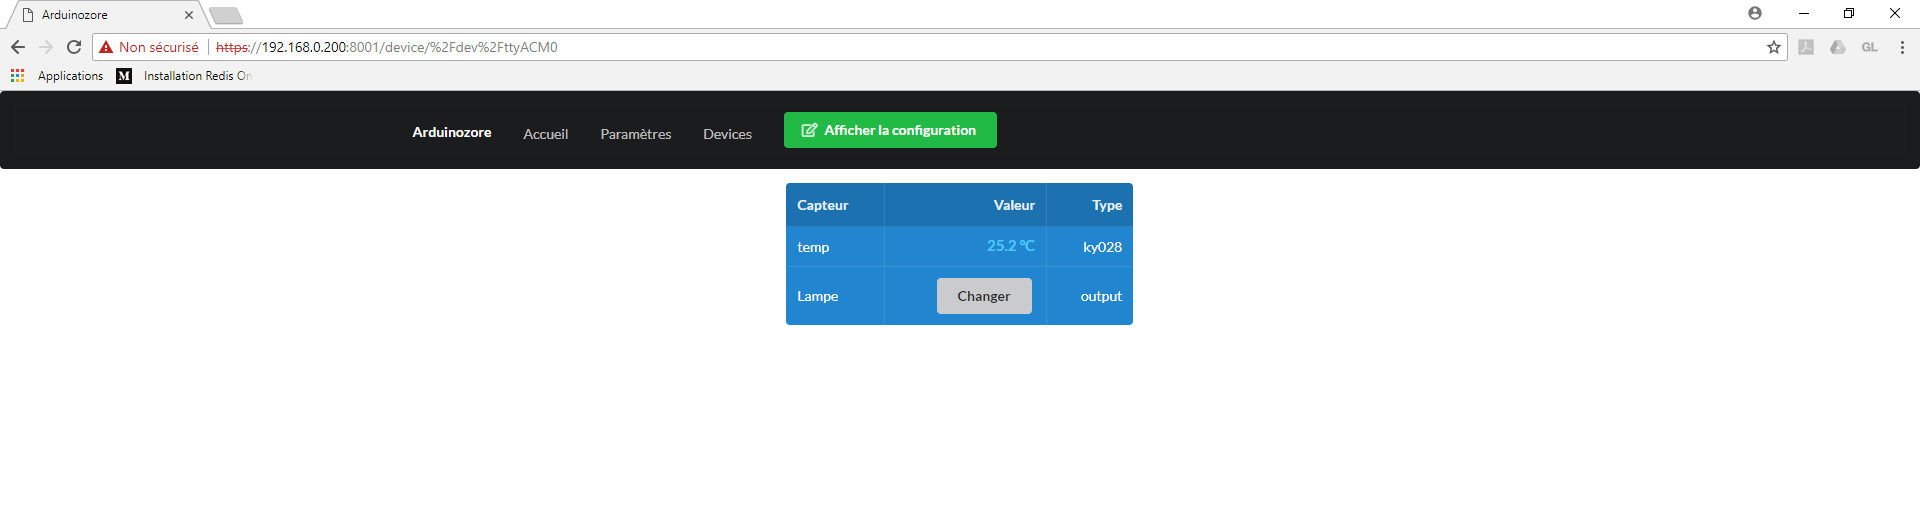 Arduinozore
Non sécurisé https://192.168.0.200:8001/device/%2Fdev%2FttyACM0
GL
Applications M Installation Redis On
Arduinozore Accueil Paramètres Devices Afficher la configuration
Capteur Valeur Type
temp 25.2 °C ky028
Lampe Changer output